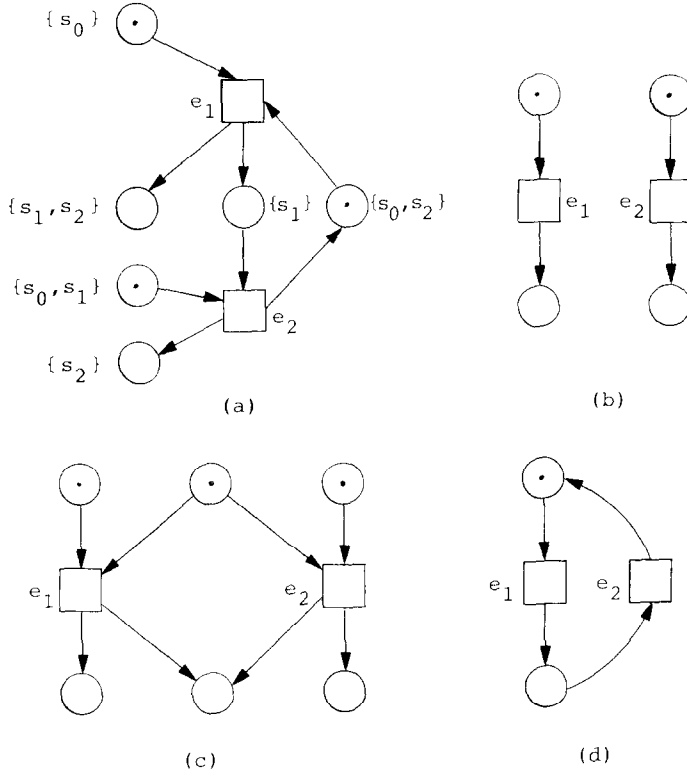 {s0}
e1
{s1,s2}
{s1}
{s0,s2}
{s0,s1}
e2
{s2}
(a)
e1
e2
(b)
e1
e2
(c)
e1
e2
(d)